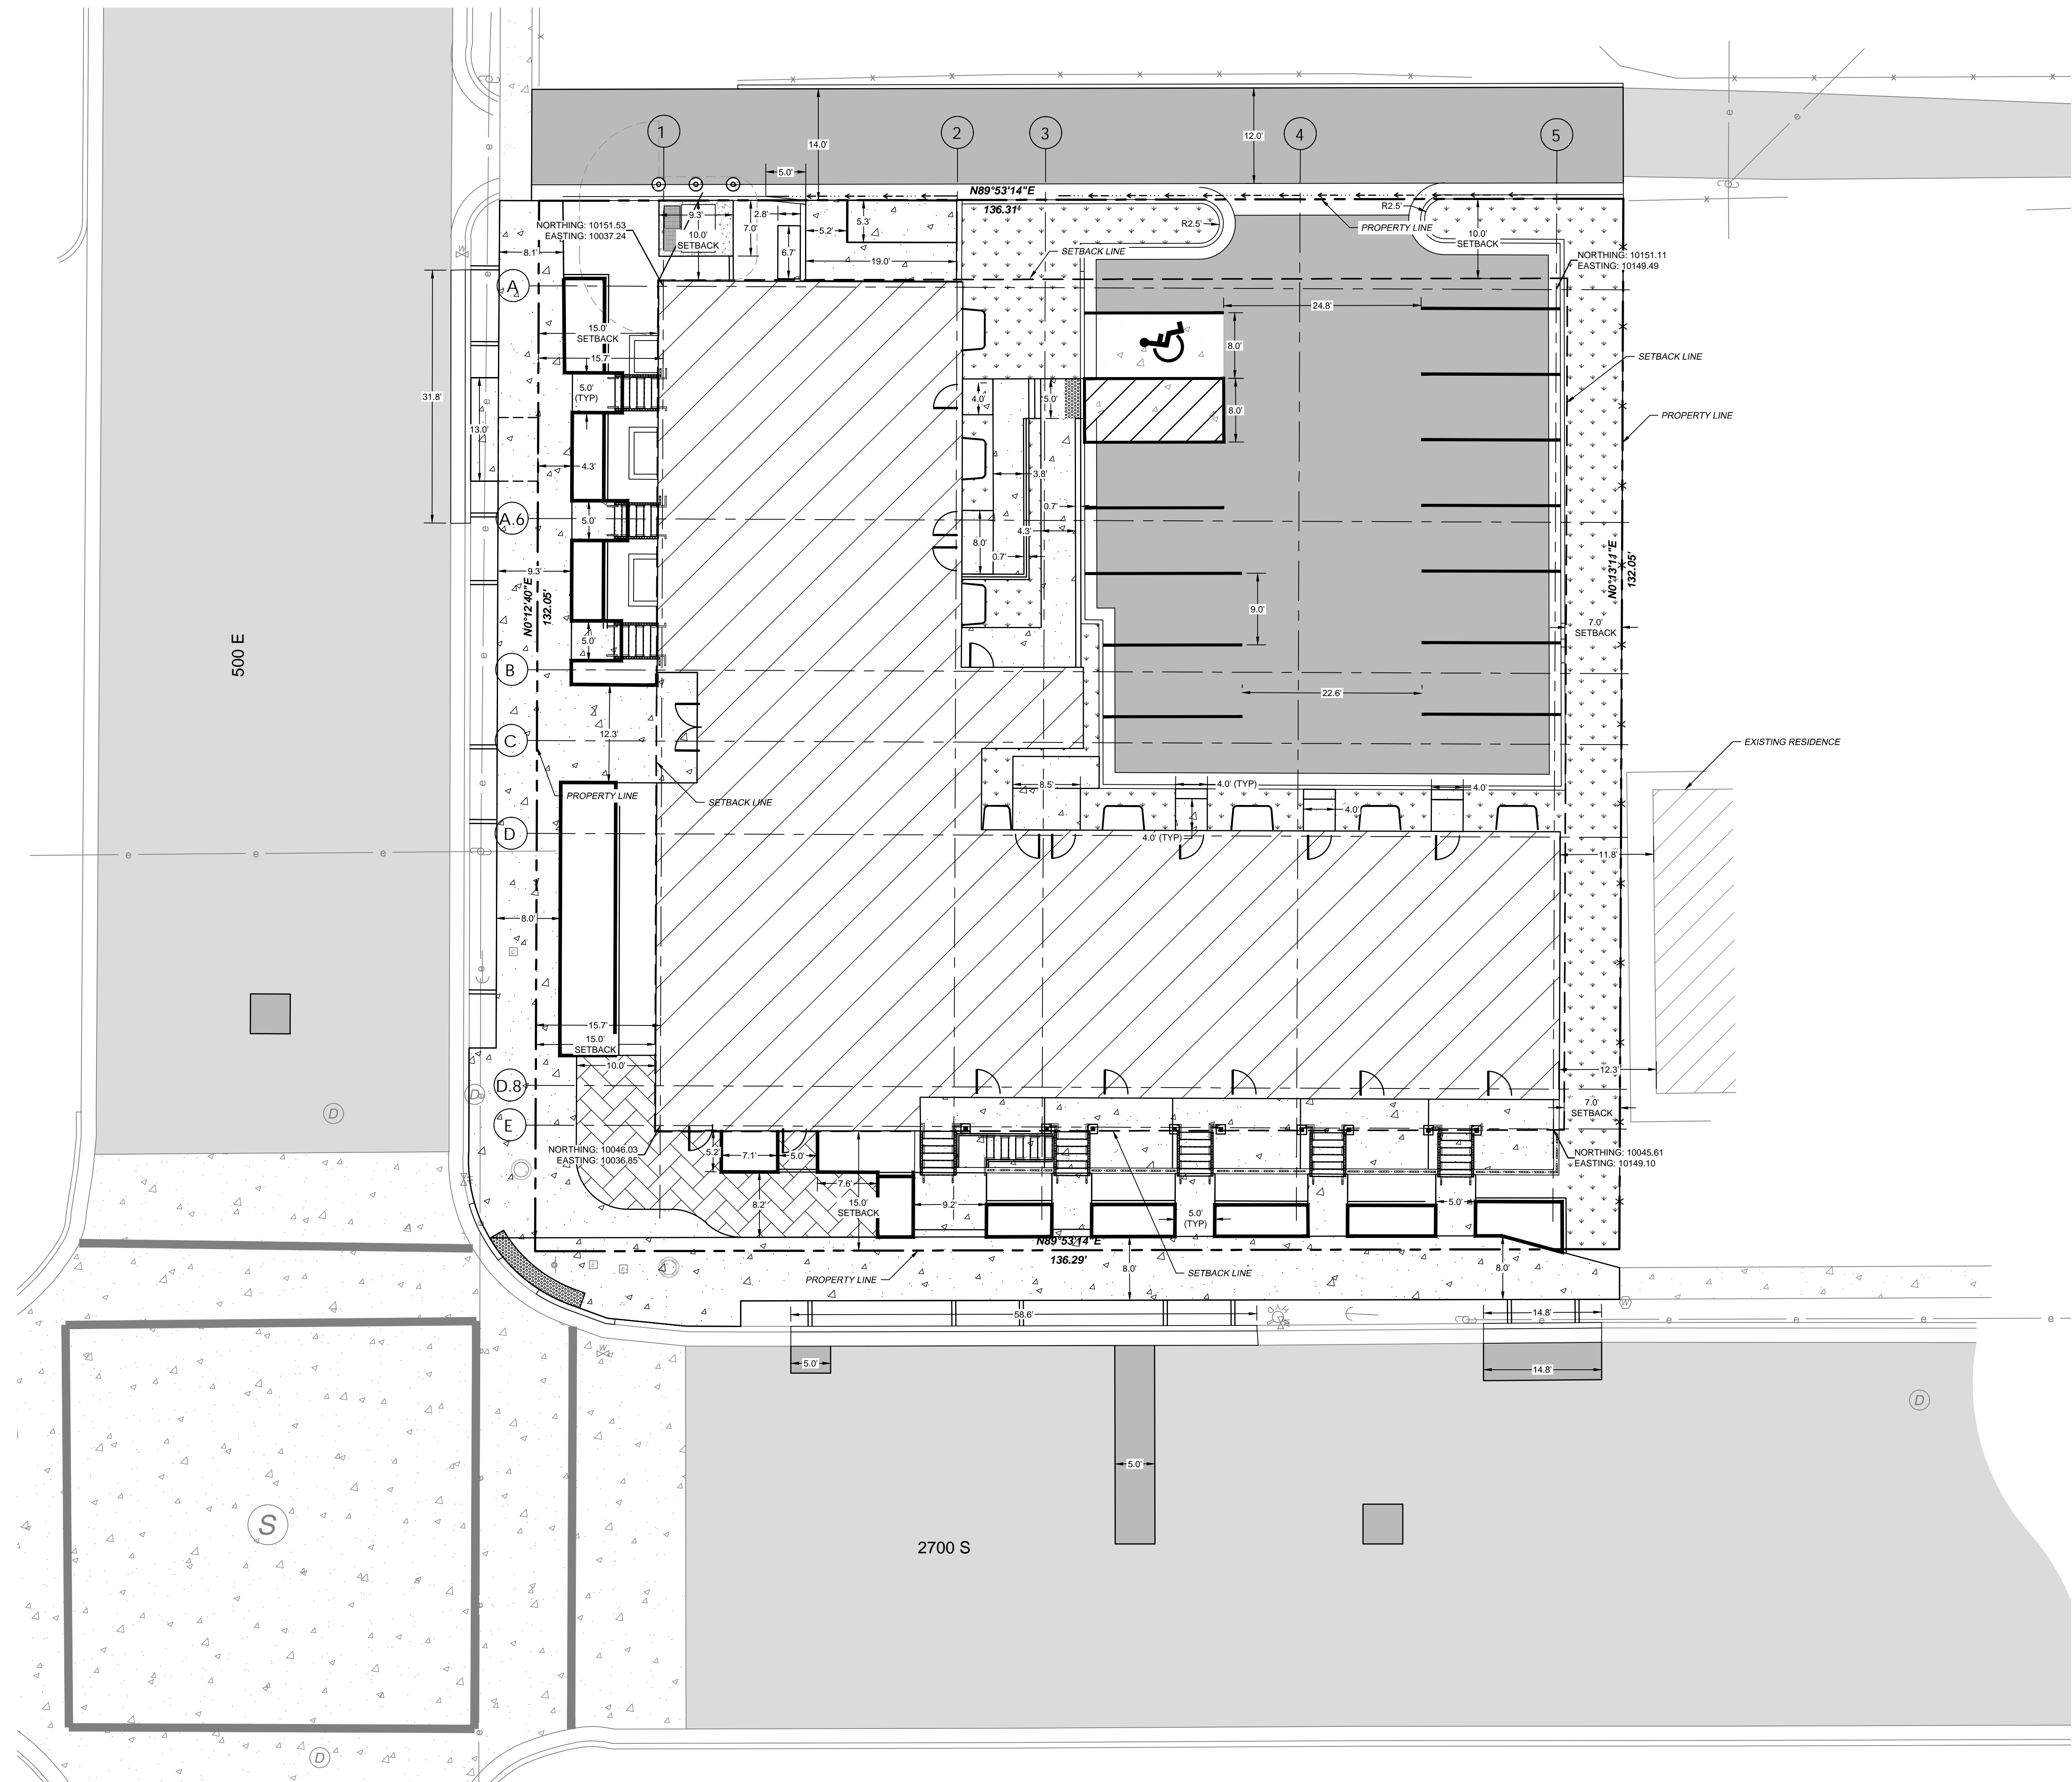 1
2
3
4
5
14.0'
12.0'
5.0'
N89°53'14"E
136.31'
R2.5'
R2.5'
PROPERTY LINE
NORTHING: 10151.53
EASTING: 10037.24
9.3'
2.8'
7.0'
5.3'
5.2'
10.0'
SETBACK
6.7'
19.0'
8.1'
SETBACK LINE
10.0'
SETBACK
NORTHING: 10151.11
EASTING: 10149.49
A
24.8'
15.0'
SETBACK
15.7'
8.0'
SETBACK LINE
31.8'
5.0'
(TYP)
4.0'
5.0'
8.0'
PROPERTY LINE
13.0'
4.3'
3.8'
0.7'
A.6
5.0'
4.3'
8.0'
0.7'
9.3'
N0°12'40"E
132.05'
N0°13'11"E
132.05'
9.0'
7.0'
SETBACK
5.0'
500 E
B
22.6'
12.3'
C
EXISTING RESIDENCE
PROPERTY LINE
SETBACK LINE
8.5'
4.0' (TYP)
4.0'
4.0'
D
4.0' (TYP)
e
e
e
11.8'
8.0'
C
15.7'
15.0'
SETBACK
10.0'
12.3'
D.8
D
D
7.0'
SETBACK
E
NORTHING: 10046.03
EASTING: 10036.85
5.2'
7.1'
5.0'
NORTHING: 10045.61
EASTING: 10149.10
7.6'
8.2'
15.0'
SETBACK
9.2'
5.0'
(TYP)
5.0'
N89°53'14"E
136.29'
8.0'
8.0'
PROPERTY LINE
SETBACK LINE
58.6'
14.8'
5.0'
14.8'
D
5.0'
S
2700 S
D